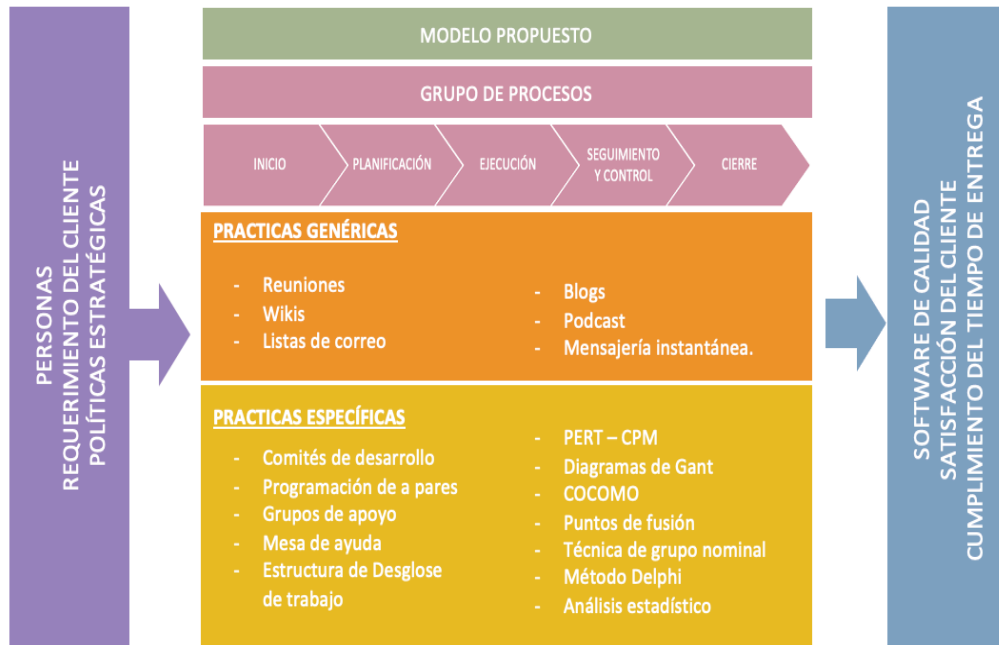 PERSONAS
REQUERIMIENTO DEL CLIENTE
POLÍTICAS ESTRATÉGICAS
MODELO PROPUESTO
GRUPO DE PROCESOS
INICIO
PLANIFICACIÓN
EJECUCIÓN
SEGUIMIENTO
Y CONTROL
CIERRE
PRACTICAS GENÉRICAS
- Reuniones
- Wikis
- Listas de correo
- Blogs
- Podcast
- Mensajería instantánea.
PRACTICAS ESPECÍFICAS
- Comités de desarrollo
- Programación de a pares
- Grupos de apoyo
- Mesa de ayuda
- Estructura de Desglose
de trabajo
- PERT – CPM
- Diagramas de Gant
- COCOMO
- Puntos de fusión
- Técnica de grupo nominal
- Método Delphi
- Análisis estadístico
SOFTWARE DE CALIDAD
SATISFACCIÓN DEL CLIENTE
CUMPLIMIENTO DEL TIEMPO DE ENTREGA